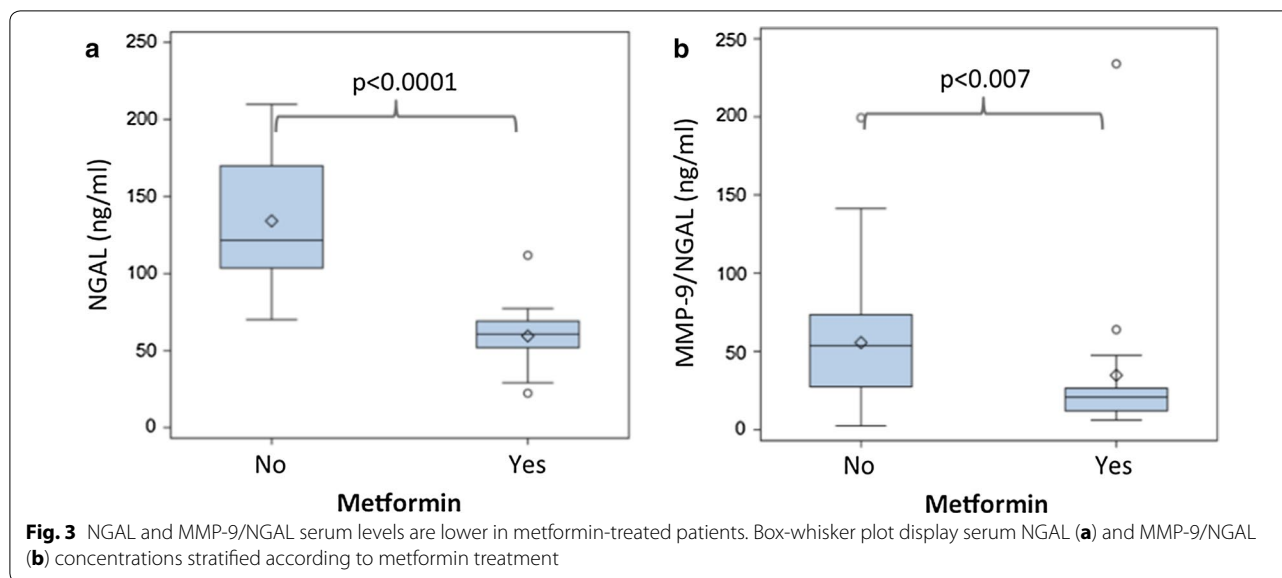 a
250
200
150
100
50
0
NGAL (ng/ml)
p<0.0001
No Yes
Metformin
b
250
200
150
100
50
0
MMP-9/NGAL (ng/ml)
p<0.007
No Yes
Metformin
Fig. 3 NGAL and MMP-9/NGAL serum levels are lower in metformin-treated patients. Box-whisker plot display serum NGAL (a) and MMP-9/NGAL
(b) concentrations stratified according to metformin treatment